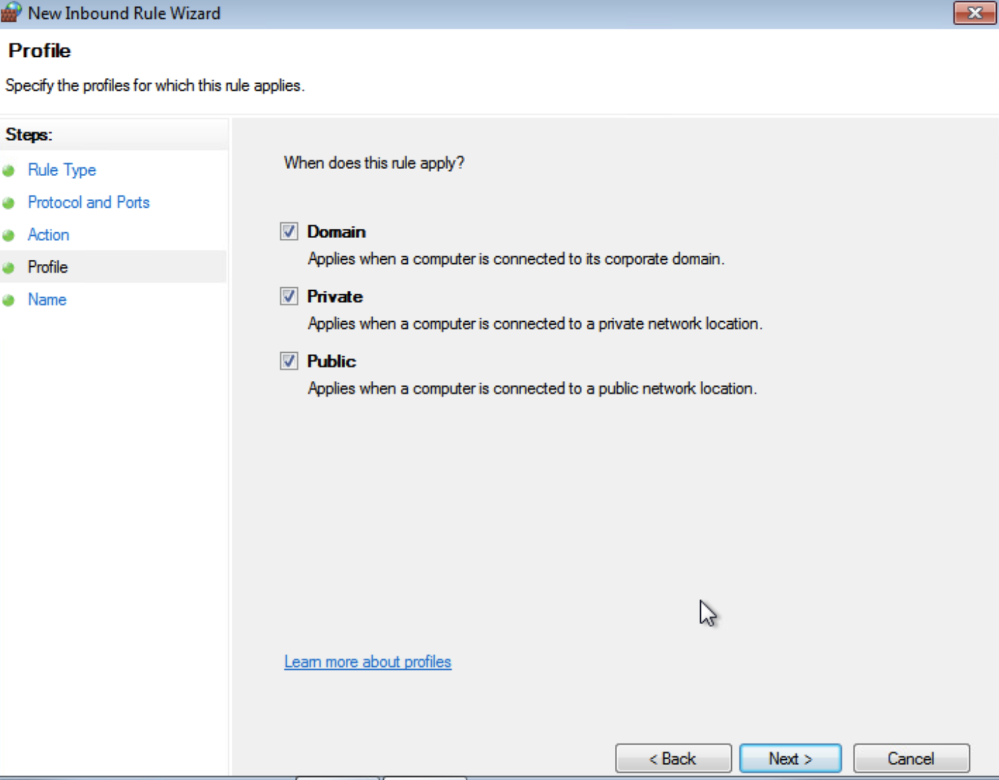 New Inbound Rule Wizard
Profile
Specify the profiles for which this rule applies.
Steps:
Rule Type
Protocol and Ports
Action
Profile
Name
When does this rule apply?
Domain
Applies when a computer is connected to its corporate domain.
Private
Applies when a computer is connected to a private network location.
Public
Applies when a computer is connected to a public network location.
Learn more about profiles
< Back
Next >
Cancel